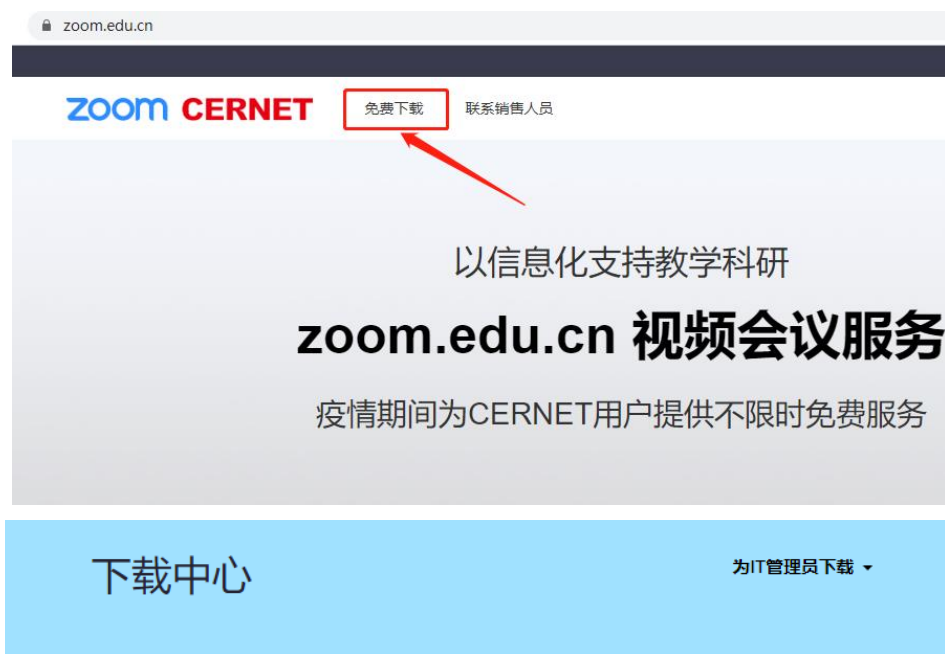 zoom.edu.cn
zoom CERNET 免费下载 联系销售人员
以信息化支持教学科研
zoom.edu.cn 视频会议服务
疫情期间为CERNET用户提供不限时免费服务
下载中心 为IT管理员下载